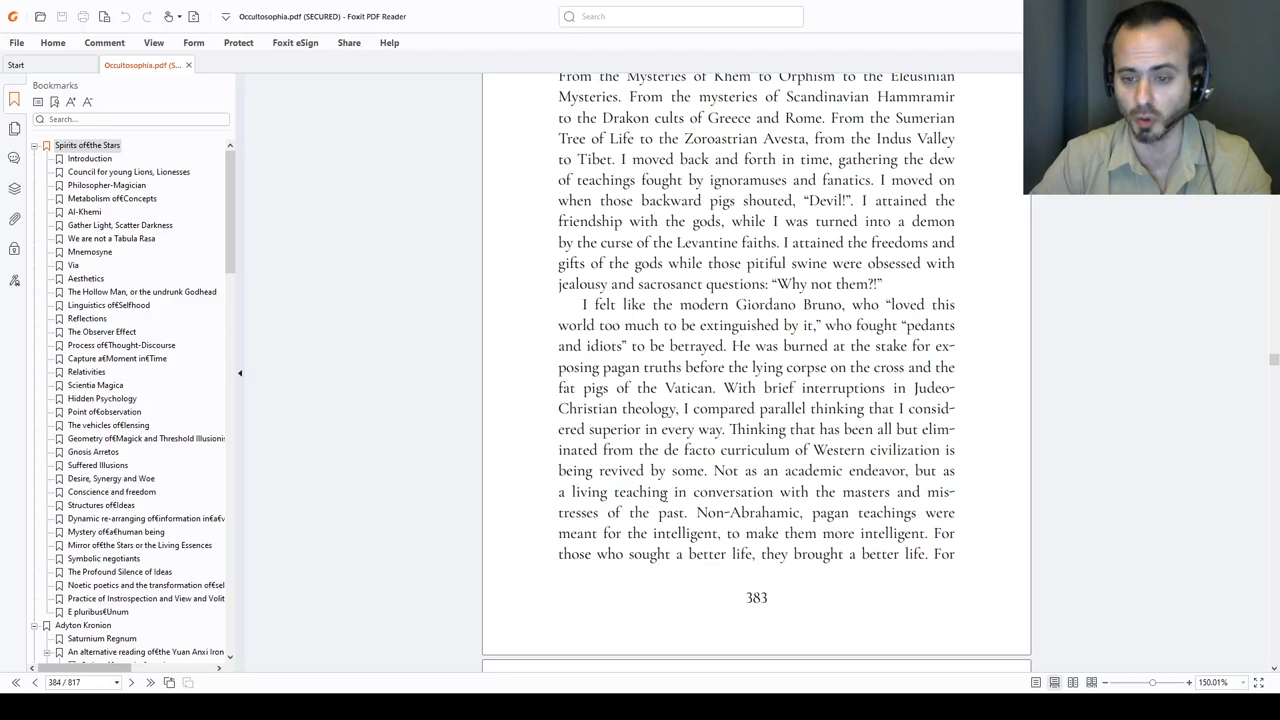 Occultosophia.pdf (SECURED) - Foxit PDF Reader
Search
File Home Comment View Form Protect Foxit eSign Share Help
Start
Occultosophia.pdf (S...
Bookmarks
Search...
Spirits of€the Stars
Introduction
Council for young Lions, Lionesses
Philosopher-Magician
Metabolism of€Concepts
Al-Khemi
Gather Light, Scatter Darkness
We are not a Tabula Rasa
Mnemosyne
Via
Aesthetics
The Hollow Man, or the undrunk Godhead
Linguistics of€Selfhood
Reflections
The Observer Effect
Process of€Thought-Discourse
Capture a€Moment in€Time
Relativities
Scientia Magica
Hidden Psychology
Point of€observation
The vehicles of€lensing
Geometry of€Magick and Threshold Illusionis
Gnosis Arretos
Suffered Illusions
Desire, Synergy and Woe
Conscience and freedom
Structures of€Ideas
Dynamic re-arranging of€information in€a€v
Mystery of€a€human being
Mirror of€the Stars or the Living Essences
Symbolic negotiants
The Profound Silence of Ideas
Noetic poetics and the transformation of€sel
Practice of Instrospection and View and Volit
E pluribus€Unum
Adyton Kronion
Saturnium Regnum
An alternative reading of€the Yuan Anxi Iron
From the Mysteries of Khem to Orphism to the Eleusinian
Mysteries. From the mysteries of Scandinavian Hammramir
to the Drakon cults of Greece and Rome. From the Sumerian
Tree of Life to the Zoroastrian Avesta, from the Indus Valley
to Tibet. I moved back and forth in time, gathering the dew
of teachings fought by ignoramuses and fanatics. I moved on
when those backward pigs shouted, “Devil!”. I attained the
friendship with the gods, while I was turned into a demon
by the curse of the Levantine faiths. I attained the freedoms and
gifts of the gods while those pitiful swine were obsessed with
jealousy and sacrosanct questions: “Why not them?!”
I felt like the modern Giordano Bruno, who “loved this
world too much to be extinguished by it,” who fought “pedants
and idiots” to be betrayed. He was burned at the stake for ex-
posing pagan truths before the lying corpse on the cross and the
fat pigs of the Vatican. With brief interruptions in Judeo-
Christian theology, I compared parallel thinking that I consid-
ered superior in every way. Thinking that has been all but elim-
inated from the de facto curriculum of Western civilization is
being revived by some. Not as an academic endeavor, but as
a living teaching in conversation with the masters and mis-
tresses of the past. Non-Abrahamic, pagan teachings were
meant for the intelligent, to make them more intelligent. For
those who sought a better life, they brought a better life. For
383
384 / 817
150.01%